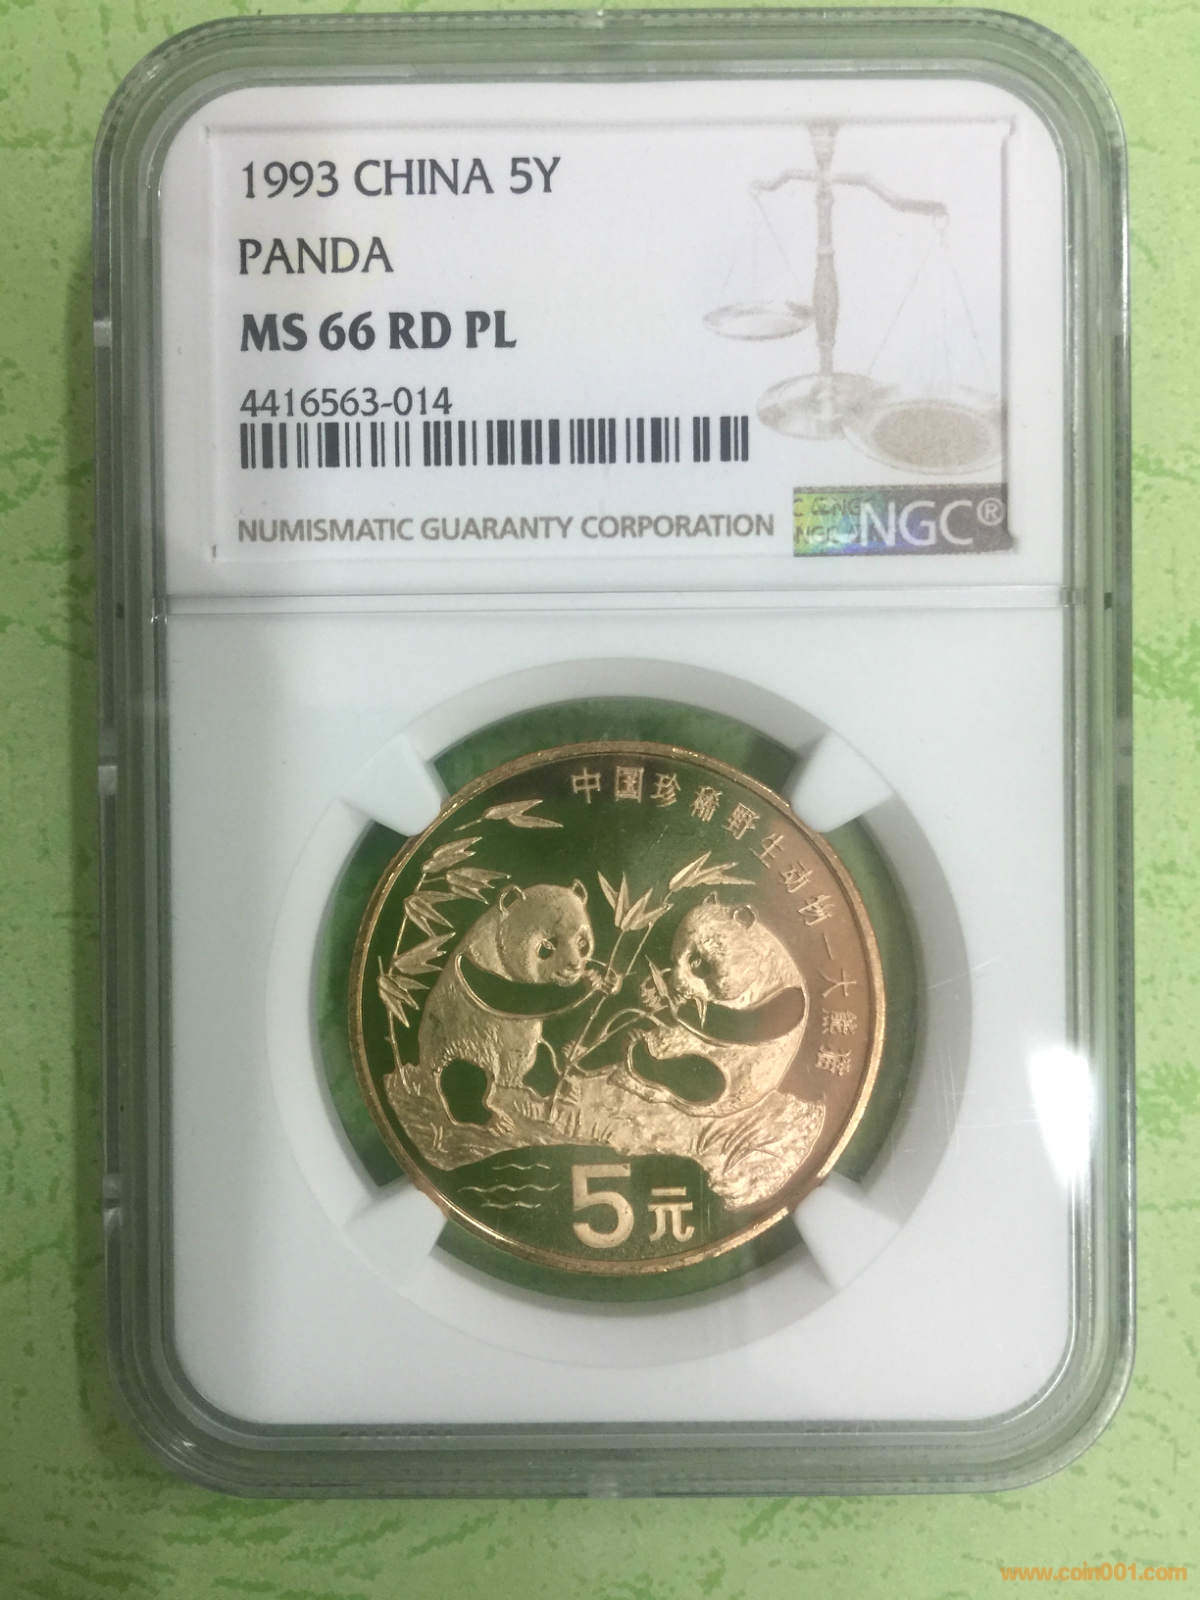 1993 CHINA 5Y
PANDA
MS 66 RD PL
4416563-014
NUMISMATIC GUARANTY CORPORATION
NGC®
中国珍稀野生动物一大熊猫
5元
www.coin001.com